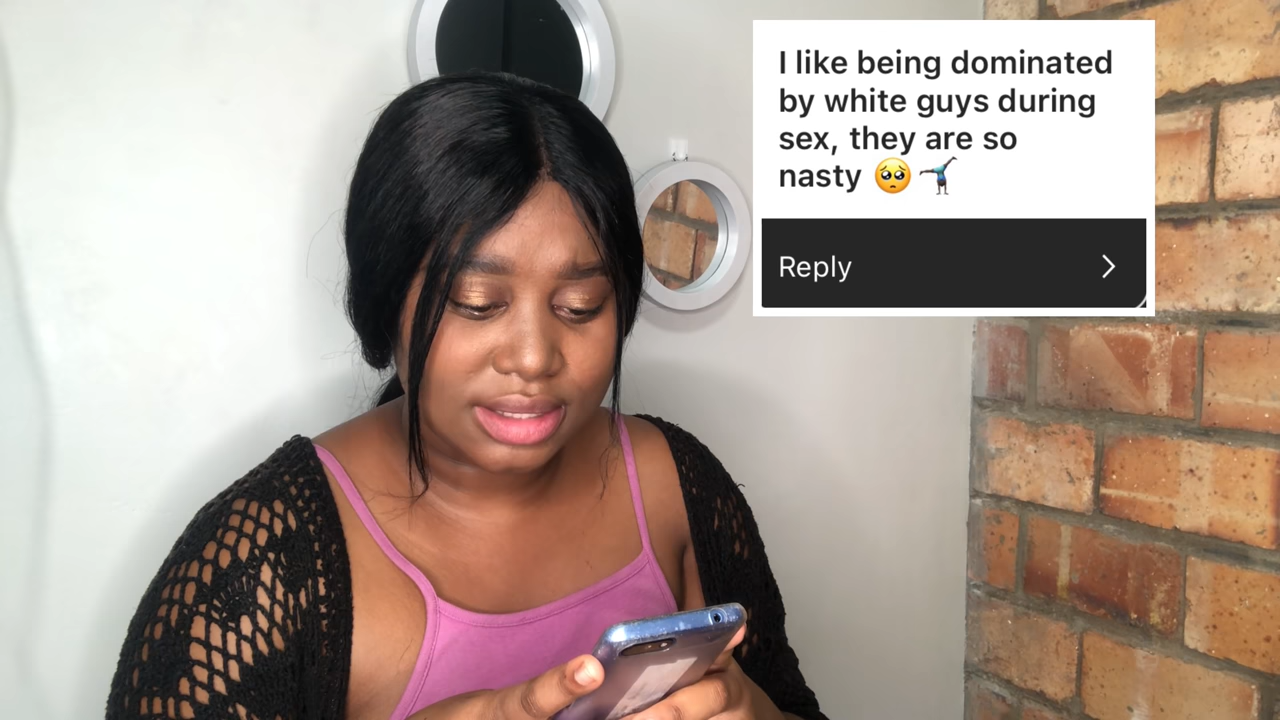 I like being dominated
by white guys during
sex, they are so
nasty 🥺🤸🏿‍♂️
Reply